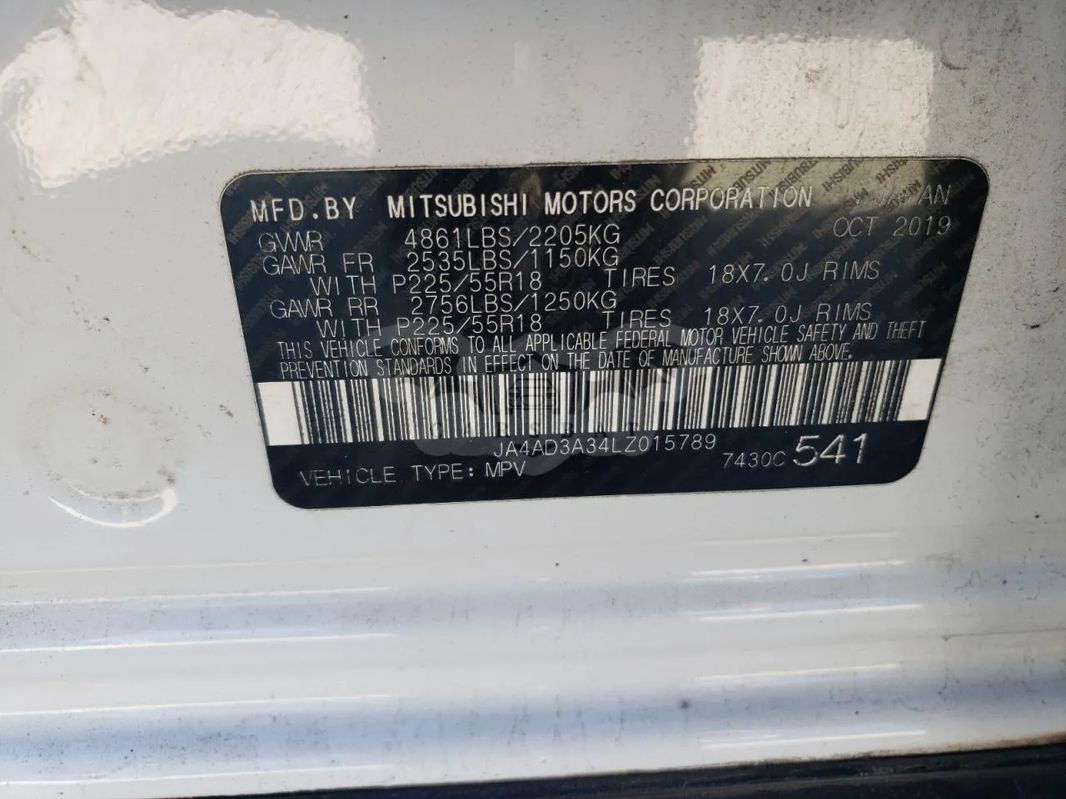 MFD.BY MITSUBISHI MOTORS CORPORATION
OCT 2019
GVWR 4861LBS/2205KG
GAWR FR 2535LBS/1150KG
WITH P225/55R18 TIRES 18X7.0J RIMS
GAWR RR 2756LBS/1250KG
WITH P225/55R18 TIRES 18X7.0J RIMS
THIS VEHICLE CONFORMS TO ALL APPLICABLE FEDERAL MOTOR VEHICLE SAFETY AND THEFT
PREVENTION STANDARDS IN EFFECT ON THE DATE OF MANUFACTURE SHOWN ABOVE.
JA4AD3A34LZ015789
VEHICLE TYPE: MPV 7430C 541